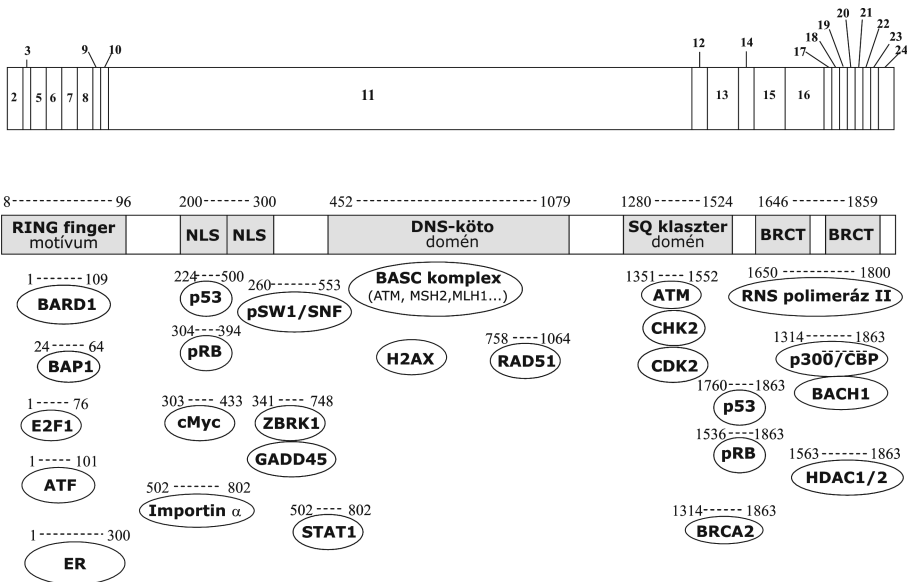 20 21
19 22
3 9 10 12 14 18 23
17 24
2 5 6 7 8 11 13 15 16
8 -------------- 96 200 -------- 300 452 ------------------------ 1079 1280 ---------- 1524 1646 ---------- 1859
RING finger motívum
NLS NLS
DNS-köto domén
SQ klaszter domén
BRCT BRCT
1 -------- 109
BARD1
24 ------ 64
BAP1
1 ------ 76
E2F1
1 ----- 101
ATF
1 ---------- 300
ER
224 ----- 500
p53
304 ---- 394
pRB
303 ------ 433
cMyc
502 ------- 802
Importin α
260 -------- 553
pSW1/SNF
341 ------ 748
ZBRK1
GADD45
502 ---- 802
STAT1
BASC komplex
(ATM, MSH2,MLH1...)
H2AX
758 ---- 1064
RAD51
1351 ---- 1552
ATM
CHK2
CDK2
1650 ---------- 1800
RNS polimeráz II
1314 ------- 1863
p300/CBP
BACH1
1760 ---- 1863
p53
1536 ---- 1863
pRB
1563 ------- 1863
HDAC1/2
1314 ------ 1863
BRCA2